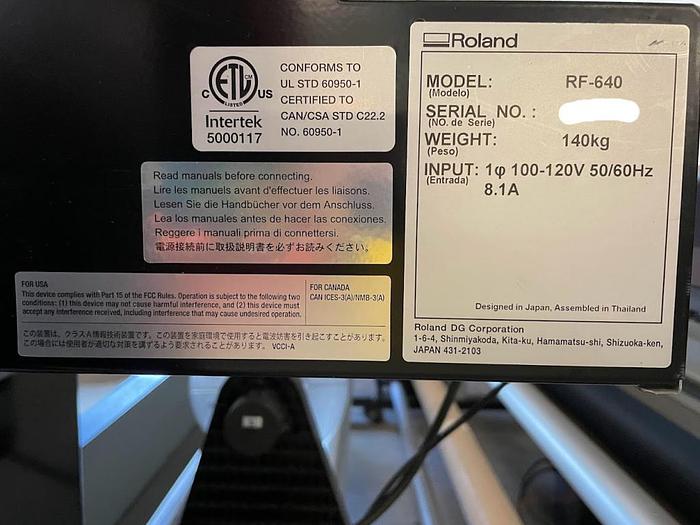 CONFORMS TO
UL STD 60950-1
CERTIFIED TO
CAN/CSA STD C22.2
NO. 60950-1
C ETL CM US
LISTED
Intertek
5000117
Read manuals before connecting.
Lire les manuels avant d'effectuer les liaisons.
Lesen Sie die Handbücher vor dem Anschluss.
Lea los manuales antes de hacer las conexiones.
Reggere i manuali prima di connettersi.
電源接続前に取扱説明書を必ずお読みください。
FOR USA
This device complies with Part 15 of the FCC Rules. Operation is subject to the following two
conditions: (1) this device may not cause harmful interference, and (2) this device must
accept any interference received, including interference that may cause undesired operation.
FOR CANADA
CAN ICES-3(A)/NMB-3(A)
この装置は、クラスA情報技術装置です。この装置を家庭環境で使用すると電波妨害を引き起こすことがあります。
この場合には使用者が適切な対策を講ずるよう要求されることがあります。 VCCI-A
Roland
MODEL: RF-640
(Modelo)
SERIAL NO. :
(NO. de Serie)
WEIGHT: 140kg
(Peso)
INPUT: 1φ 100-120V 50/60Hz
(Entrada) 8.1A
Designed in Japan, Assembled in Thailand
Roland DG Corporation
1-6-4, Shinmiyakoda, Kita-ku, Hamamatsu-shi, Shizuoka-ken,
JAPAN 431-2103